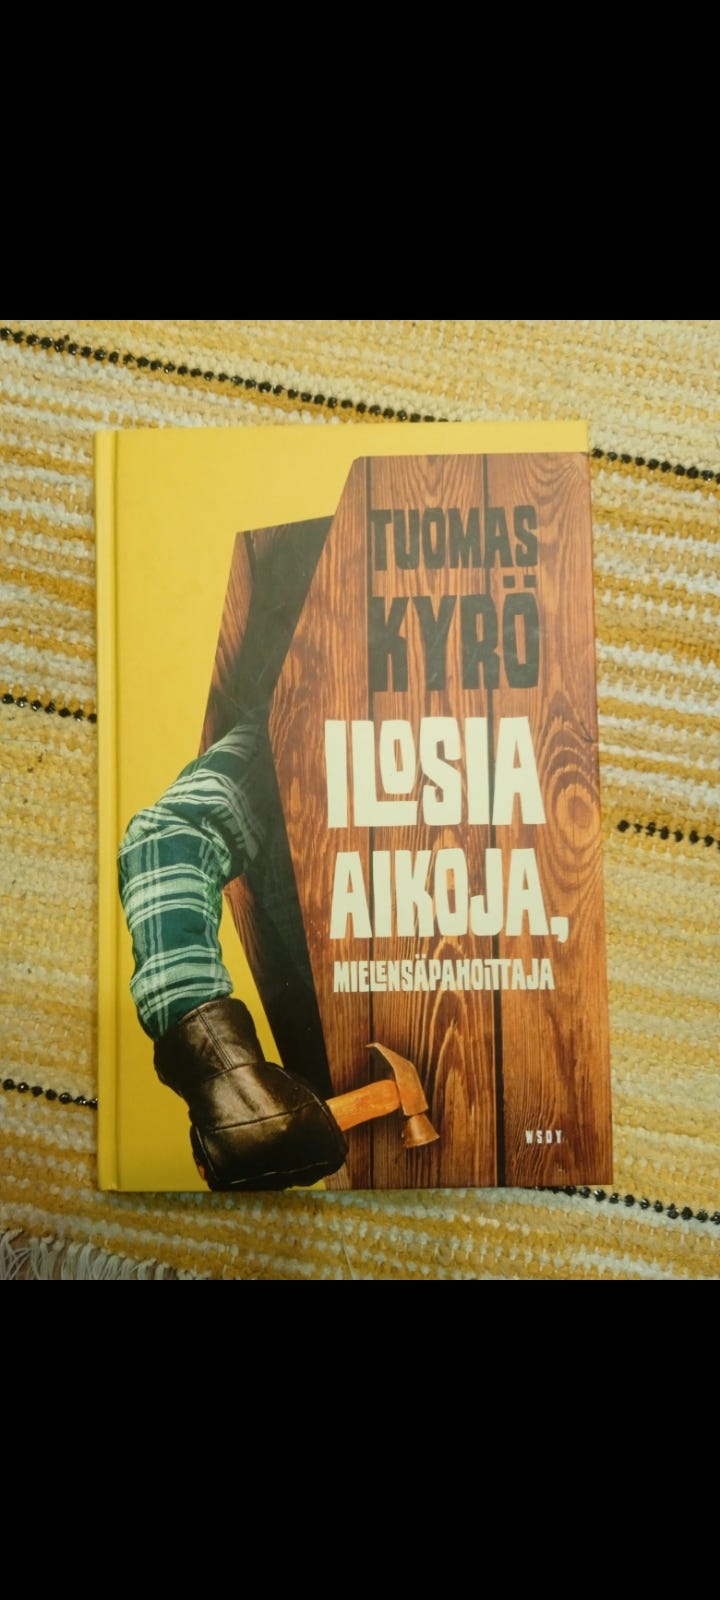 TUOMAS
KYRÖ
ILOSIA
AIKOJA,
MIELENSÄPAHOITTAJA
WSOY